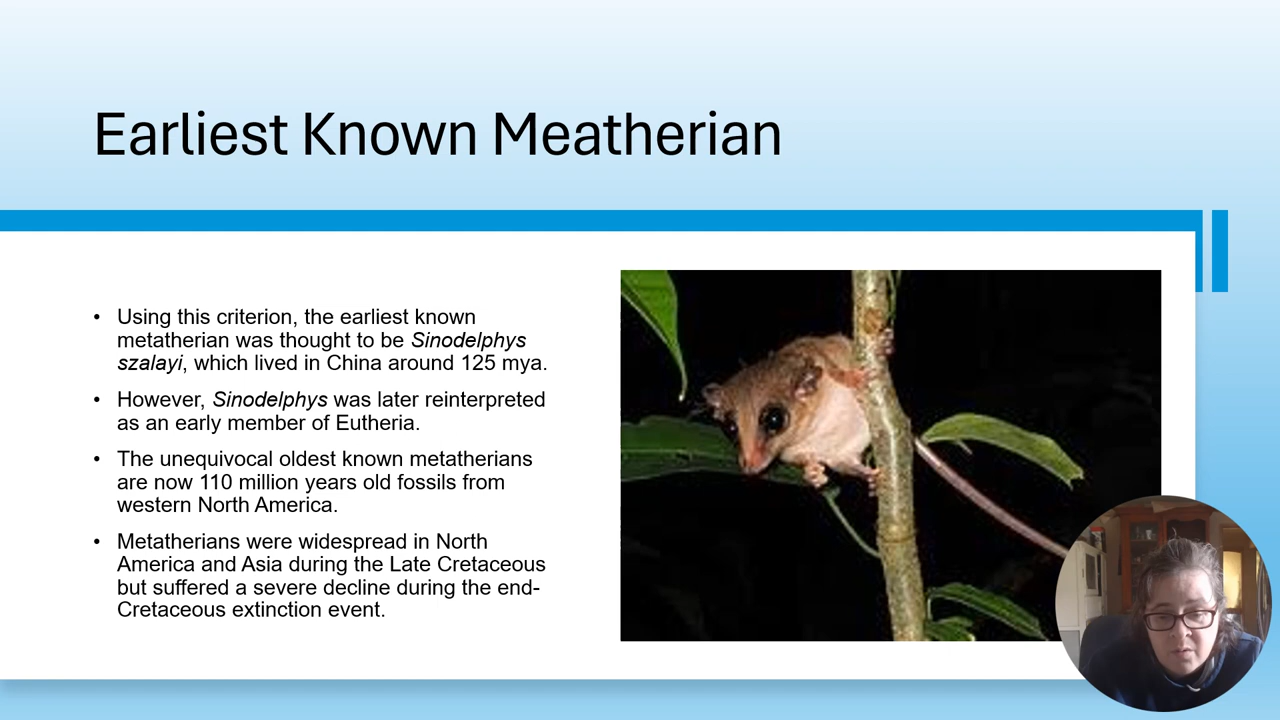 Earliest Known Meatherian
• Using this criterion, the earliest known
metatherian was thought to be Sinodelphys
szalayi, which lived in China around 125 mya.
• However, Sinodelphys was later reinterpreted
as an early member of Eutheria.
• The unequivocal oldest known metatherians
are now 110 million years old fossils from
western North America.
• Metatherians were widespread in North
America and Asia during the Late Cretaceous
but suffered a severe decline during the end-
Cretaceous extinction event.